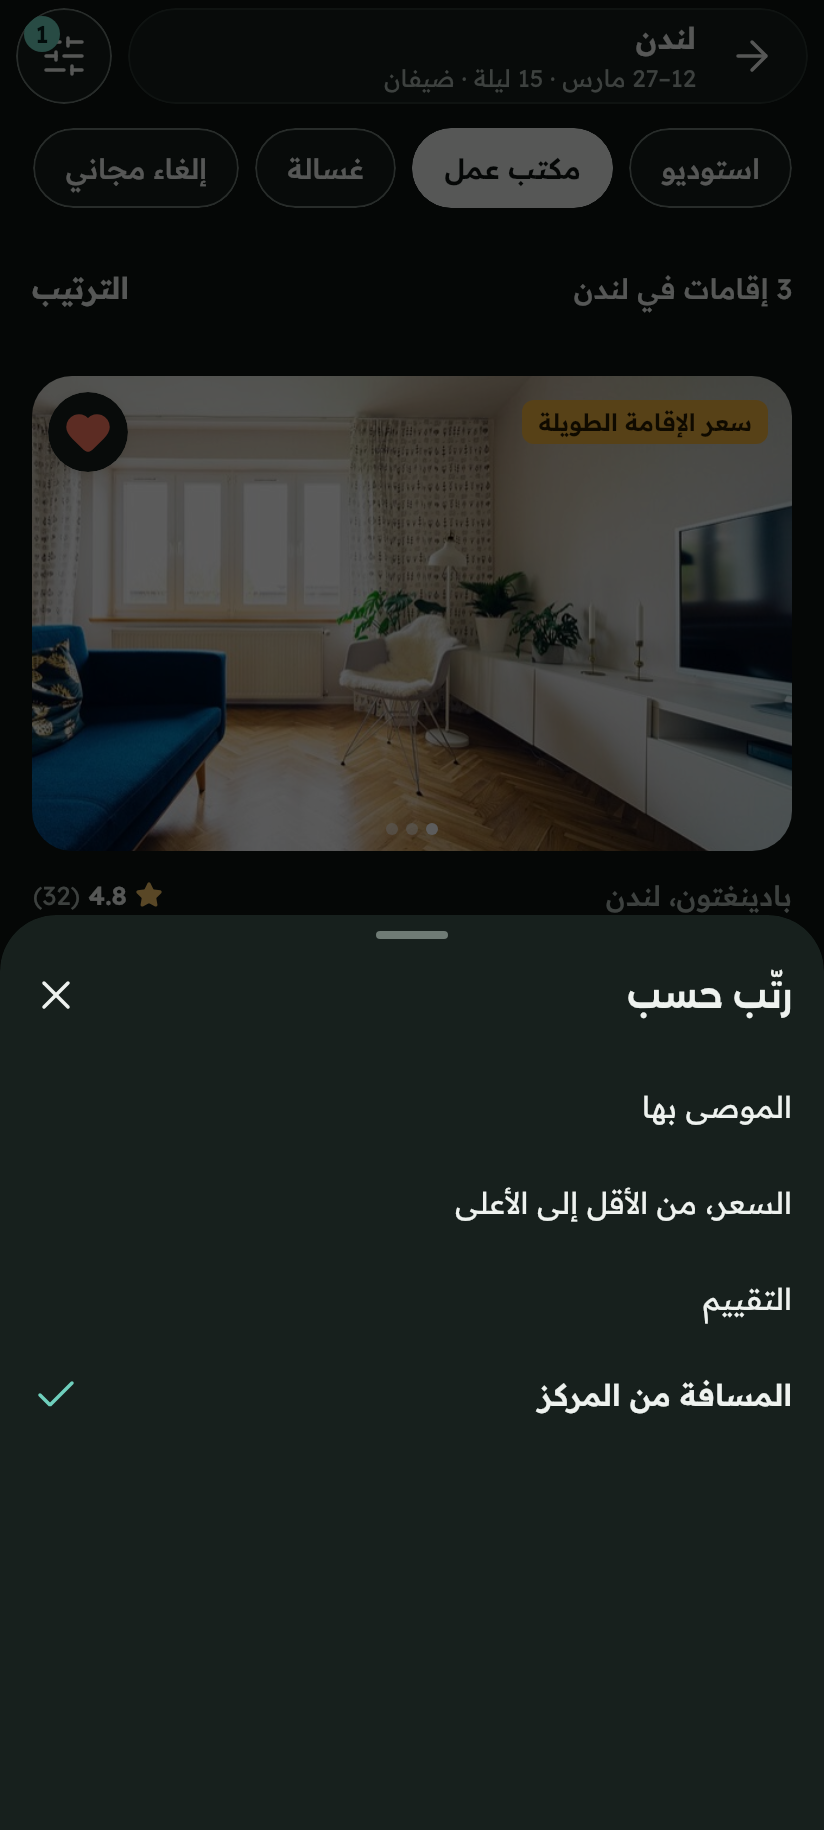 لندن
12–27 مارس · 15 ليلة · ضيفان
1
استوديو
مكتب عمل
غسالة
إلغاء مجاني
3 إقامات في لندن
الترتيب
سعر الإقامة الطويلة
بادينغتون، لندن
4.8 (32)
رتّب حسب
الموصى بها
السعر، من الأقل إلى الأعلى
التقييم
المسافة من المركز